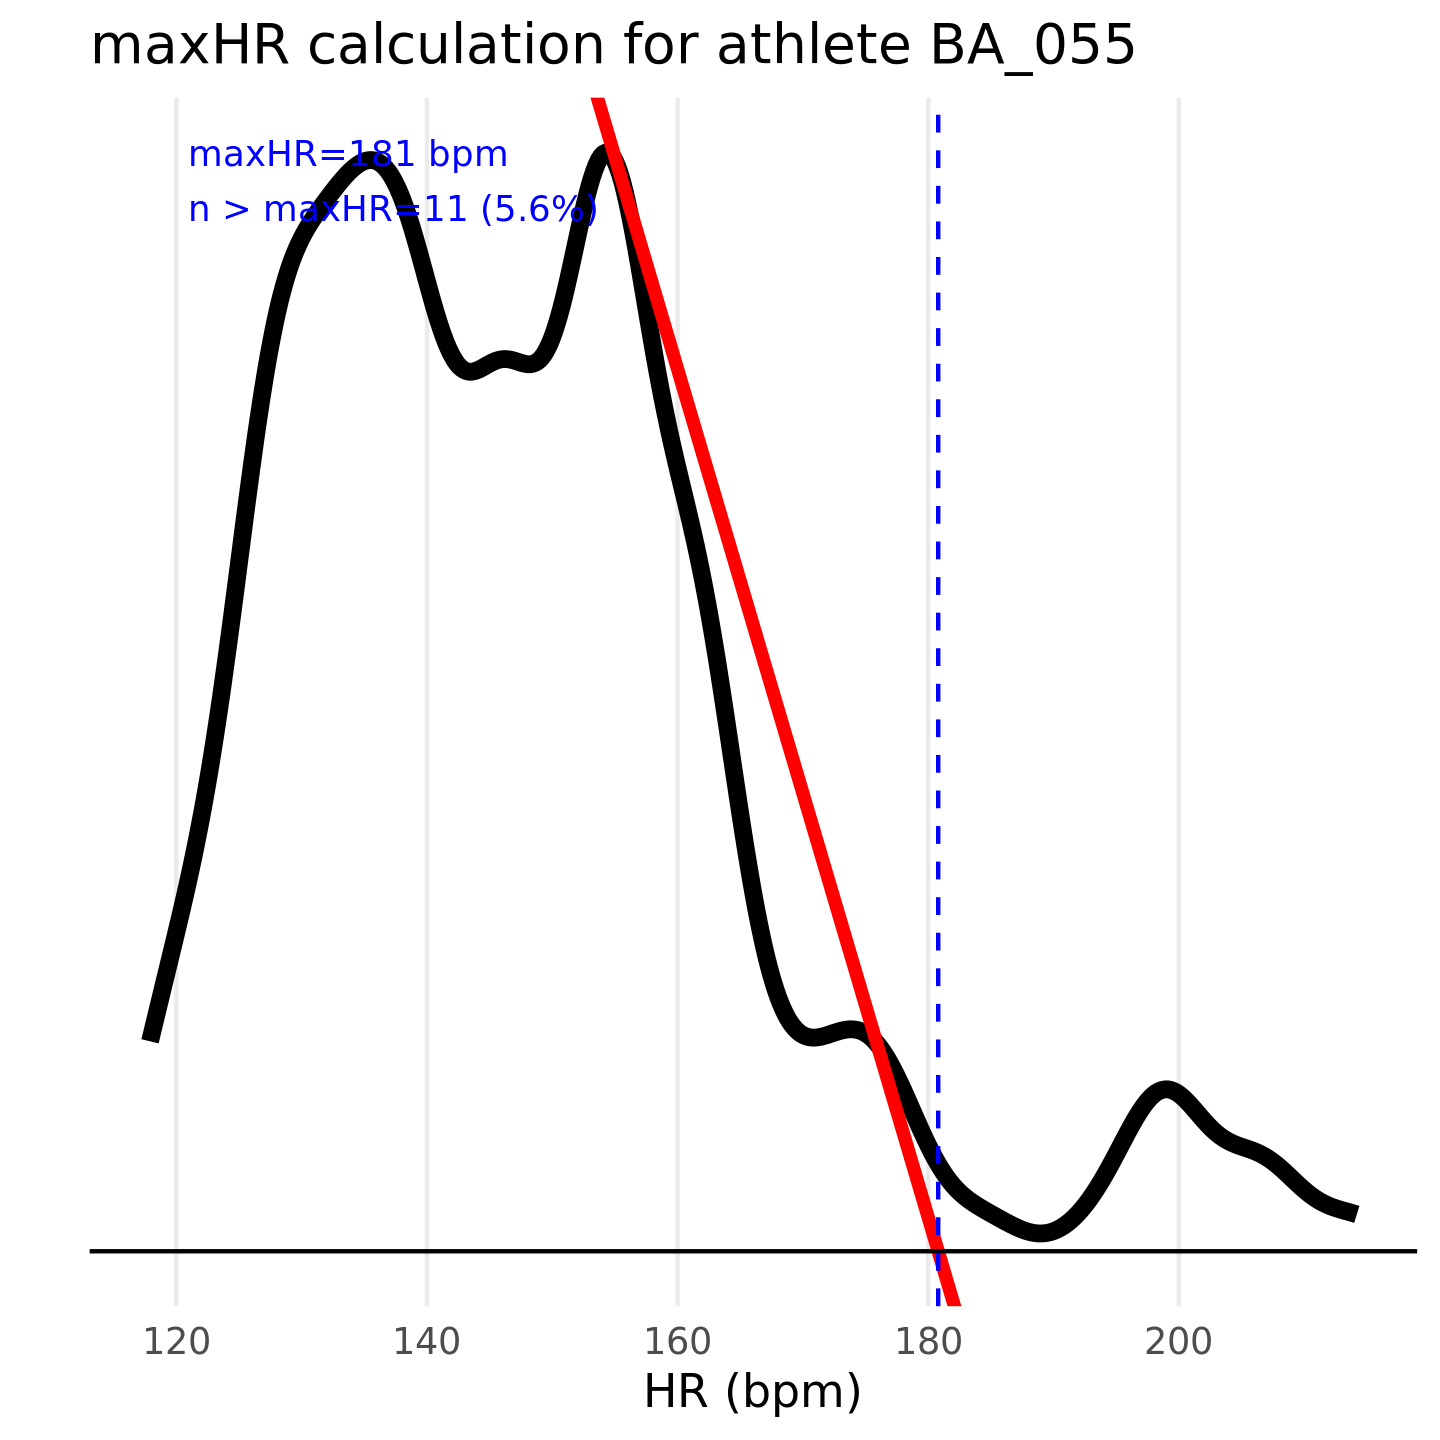 maxHR calculation for athlete BA_055
maxHR=181 bpm
n > maxHR=11 (5.6%)
120 140 160 180 200
HR (bpm)